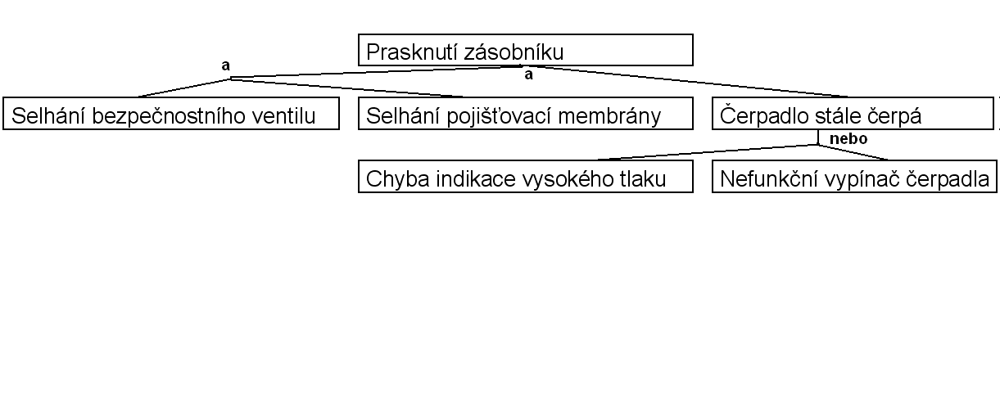 Prasknutí zásobníku
a
a
Selhání bezpečnostního ventilu
Selhání pojišťovací membrány
Čerpadlo stále čerpá
nebo
Chyba indikace vysokého tlaku
Nefunkční vypínač čerpadla